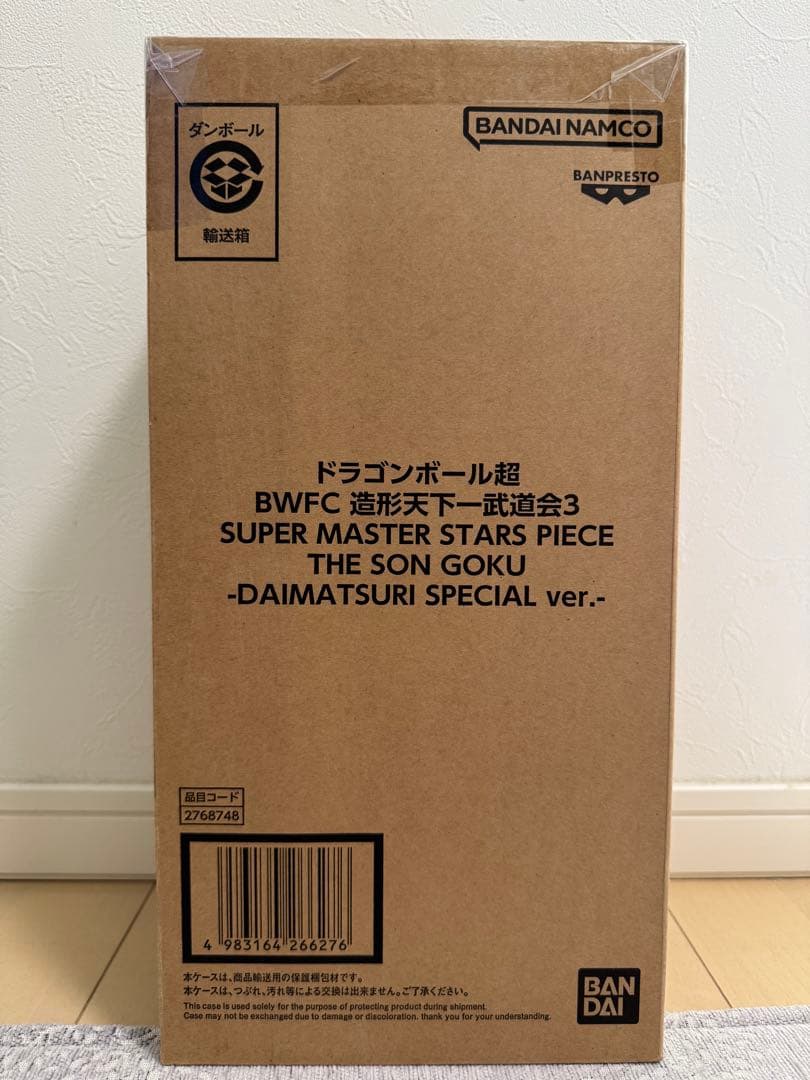 ダンボール
輸送箱
BANDAI NAMCO
BANPRESTO
ドラゴンボール超
BWFC 造形天下一武道会3
SUPER MASTER STARS PIECE
THE SON GOKU
-DAIMATSURI SPECIAL ver.-
品目コード
2768748
4 983164 266276
本ケースは、商品輸送用の保護梱包材です。
本ケースは、つぶれ、汚れ等による交換は出来ません。ご了承ください。
This case is used solely for the purpose of protecting product during shipment.
Case may not be exchanged due to damage or discoloration. thank you for your understanding.
BAN
DAI